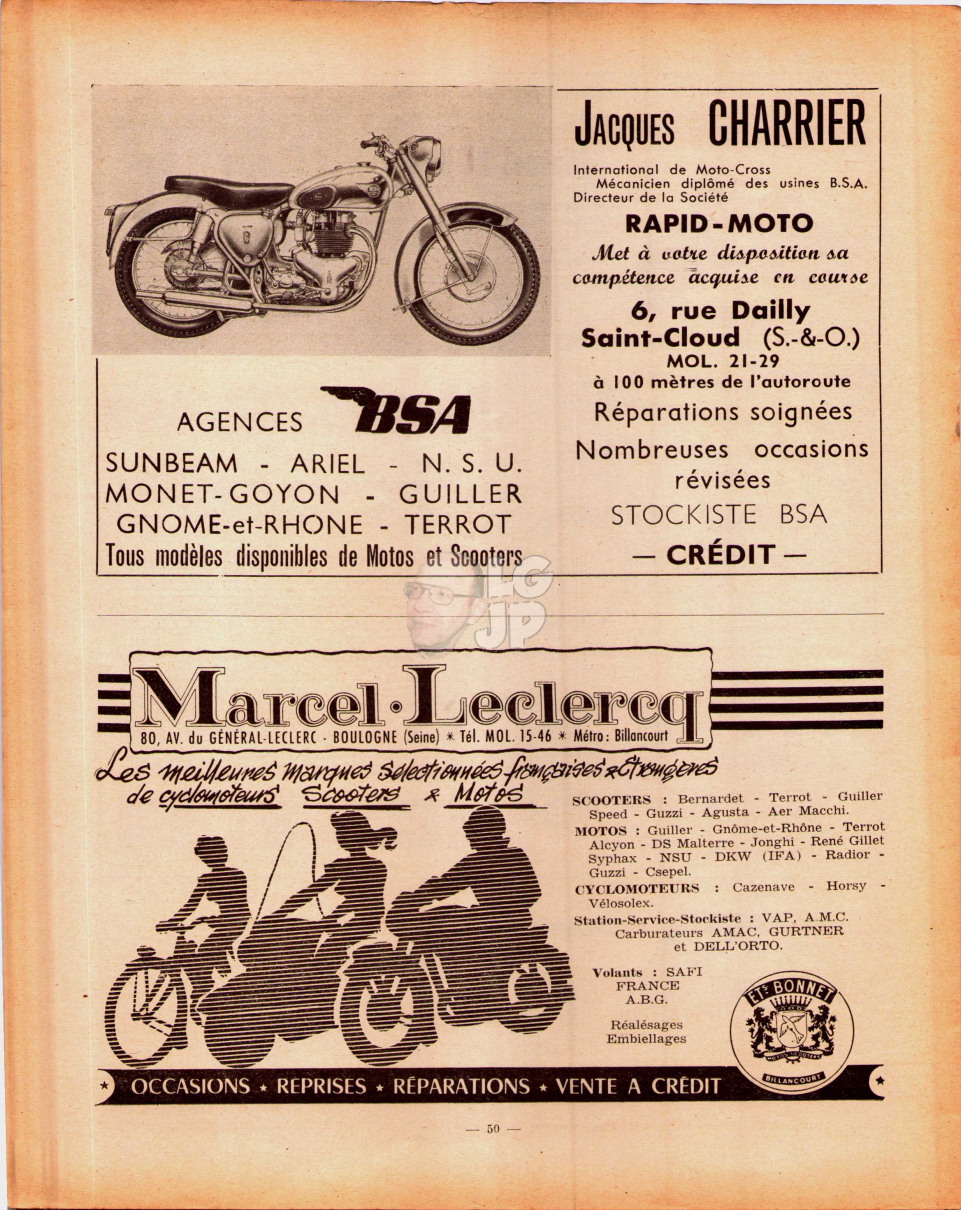 JACQUES CHARRIER
International de Moto-Cross
Mécanicien diplômé des usines B.S.A.
Directeur de la Société
RAPID-MOTO
Met à votre disposition sa
compétence acquise en course
6, rue Dailly
Saint-Cloud (S.-&-O.)
MOL. 21-29
à 100 mètres de l'autoroute
Réparations soignées
Nombreuses occasions
révisées
STOCKISTE BSA
— CRÉDIT —
AGENCES BSA
SUNBEAM - ARIEL - N. S. U.
MONET-GOYON - GUILLER
GNOME-et-RHONE - TERROT
Tous modèles disponibles de Motos et Scooters
LG
JP
Marcel·Leclercq
80, AV. du GÉNÉRAL-LECLERC - BOULOGNE (Seine) * Tél. MOL. 15-46 * Métro : Billancourt
Les meilleures marques sélectionnées françaises & Etrangères
de cyclomoteurs Scooters & Motos
SCOOTERS : Bernardet - Terrot - Guiller
Speed - Guzzi - Agusta - Aer Macchi.
MOTOS : Guiller - Gnôme-et-Rhône - Terrot
Alcyon - DS Malterre - Jonghi - René Gillet
Syphax - NSU - DKW (IFA) - Radior -
Guzzi - Csepel.
CYCLOMOTEURS : Cazenave - Horsy -
Vélosolex.
Station-Service-Stockiste : VAP, A.M.C.
Carburateurs AMAC, GURTNER
et DELL'ORTO.
Volants : SAFI
FRANCE
A.B.G.
Réalésages
Embiellages
ETS BONNET
BILLANCOURT
★ OCCASIONS ★ REPRISES ★ RÉPARATIONS ★ VENTE A CRÉDIT ★
— 50 —